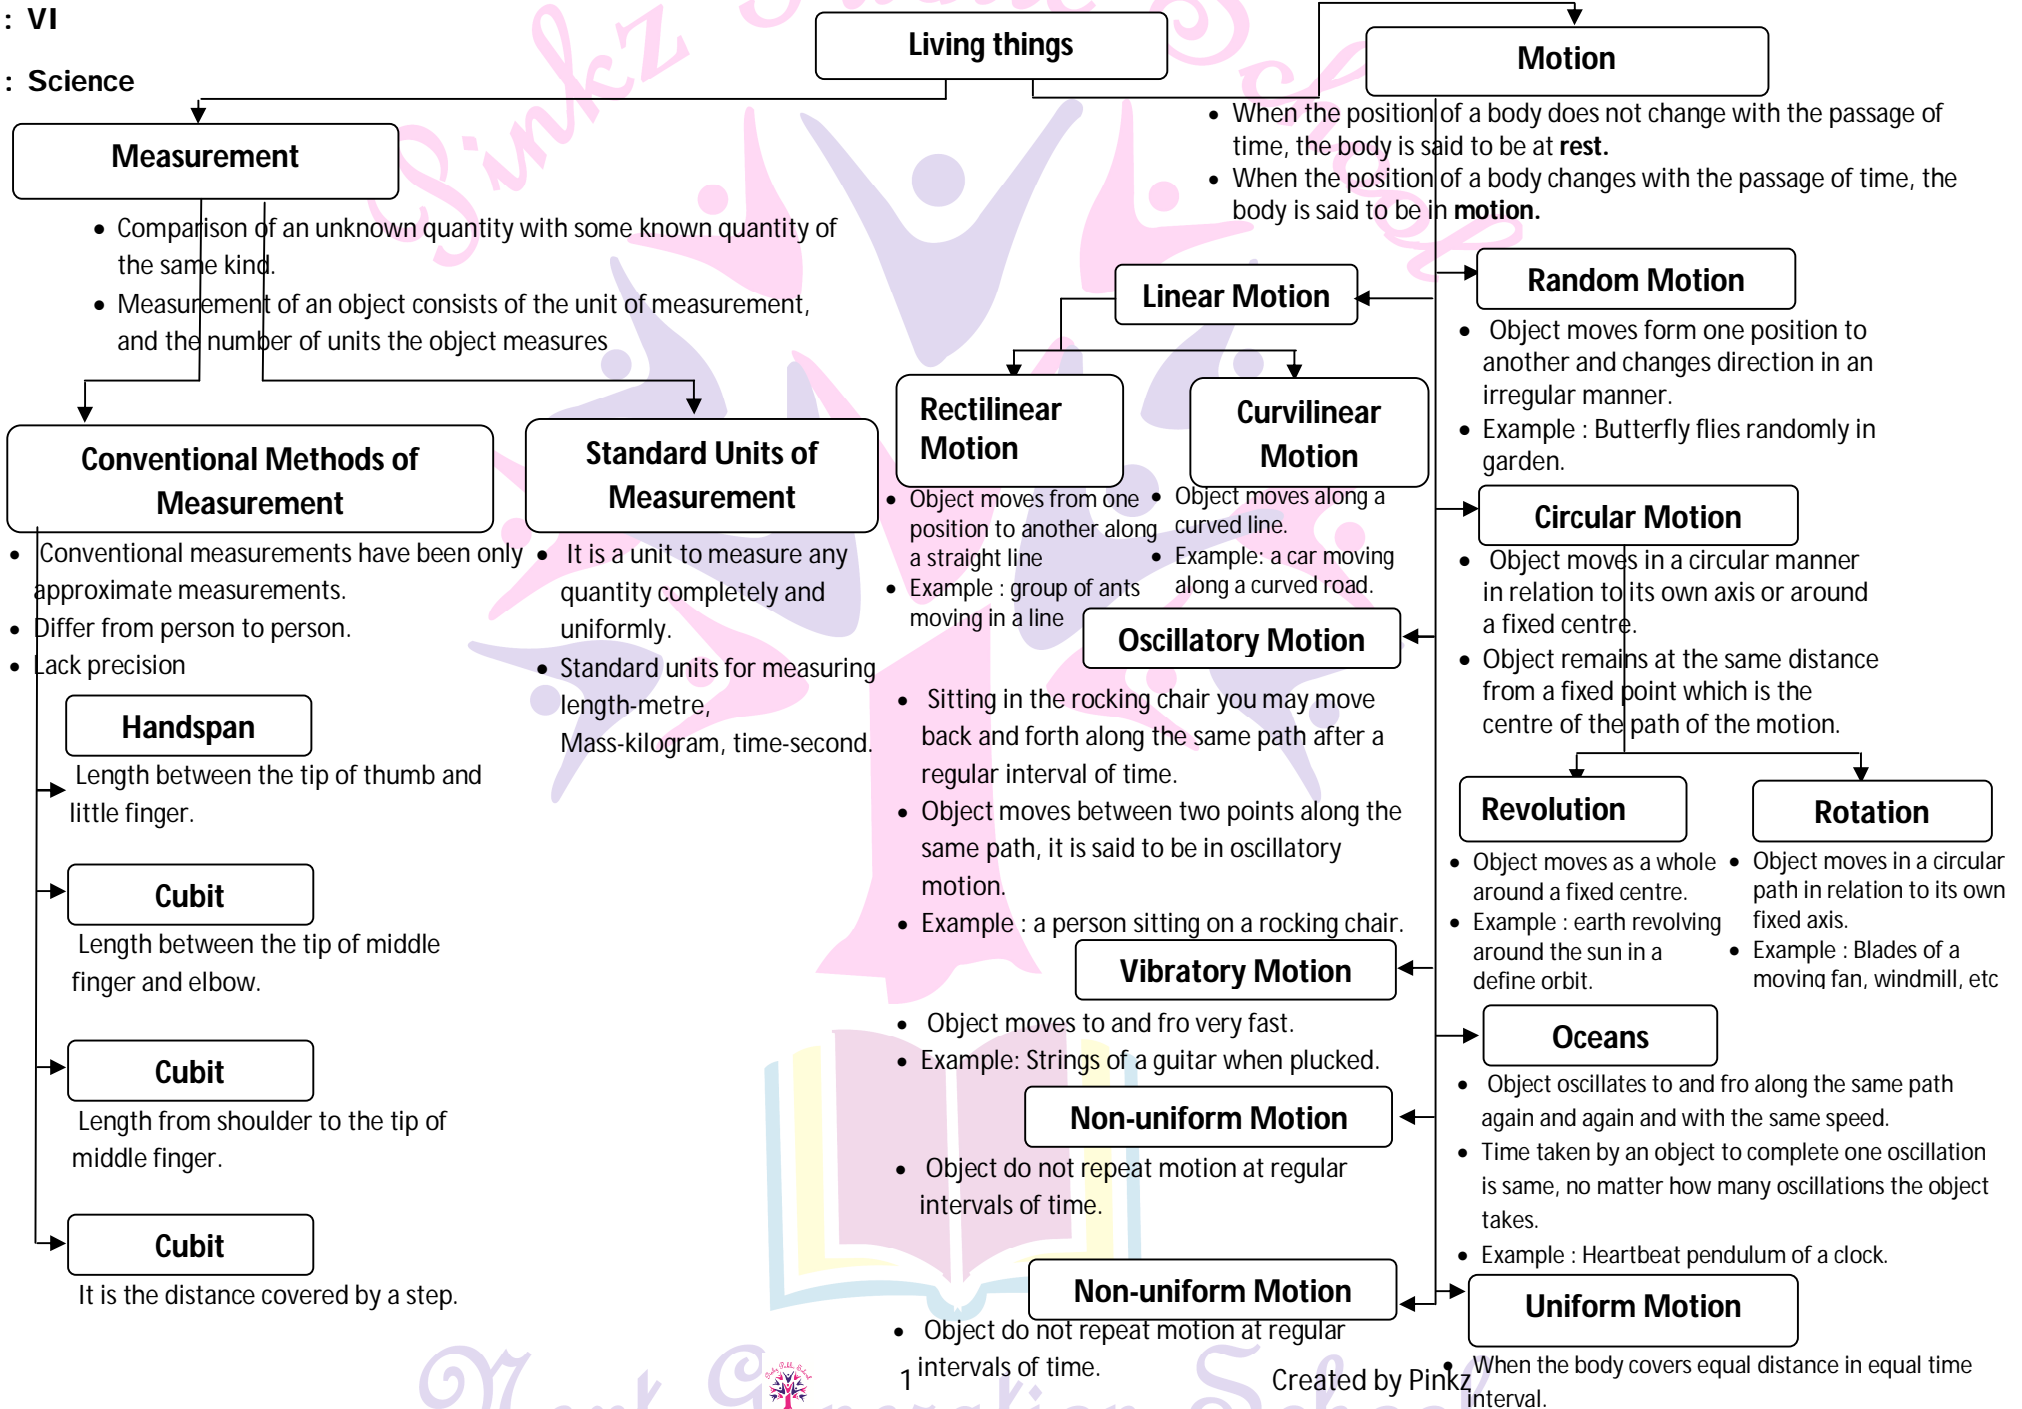 : VI
: Science
Living things
Motion
Measurement
• When the position of a body does not change with the passage of
time, the body is said to be at rest.
• When the position of a body changes with the passage of time, the
body is said to be in motion.
• Comparison of an unknown quantity with some known quantity of
the same kind.
• Measurement of an object consists of the unit of measurement,
and the number of units the object measures
Conventional Methods of
Measurement
• Conventional measurements have been only
approximate measurements.
• Differ from person to person.
• Lack precision
Handspan
Length between the tip of thumb and
little finger.
Cubit
Length between the tip of middle
finger and elbow.
Cubit
Length from shoulder to the tip of
middle finger.
Cubit
It is the distance covered by a step.
Standard Units of
Measurement
• It is a unit to measure any
quantity completely and
uniformly.
• Standard units for measuring
length-metre,
Mass-kilogram, time-second.
Linear Motion
Rectilinear
Motion
• Object moves from one
position to another along
a straight line
• Example : group of ants
moving in a line
Curvilinear
Motion
• Object moves along a
curved line.
• Example: a car moving
along a curved road.
Oscillatory Motion
• Sitting in the rocking chair you may move
back and forth along the same path after a
regular interval of time.
• Object moves between two points along the
same path, it is said to be in oscillatory
motion.
• Example : a person sitting on a rocking chair.
Vibratory Motion
• Object moves to and fro very fast.
• Example: Strings of a guitar when plucked.
Non-uniform Motion
• Object do not repeat motion at regular
intervals of time.
Non-uniform Motion
• Object do not repeat motion at regular
intervals of time.
Random Motion
• Object moves form one position to
another and changes direction in an
irregular manner.
• Example : Butterfly flies randomly in
garden.
Circular Motion
• Object moves in a circular manner
in relation to its own axis or around
a fixed centre.
• Object remains at the same distance
from a fixed point which is the
centre of the path of the motion.
Revolution
• Object moves as a whole
around a fixed centre.
• Example : earth revolving
around the sun in a
define orbit.
Rotation
• Object moves in a circular
path in relation to its own
fixed axis.
• Example : Blades of a
moving fan, windmill, etc
Oceans
• Object oscillates to and fro along the same path
again and again and with the same speed.
• Time taken by an object to complete one oscillation
is same, no matter how many oscillations the object
takes.
• Example : Heartbeat pendulum of a clock.
Uniform Motion
• When the body covers equal distance in equal time
interval.
1
Created by Pinkz
School